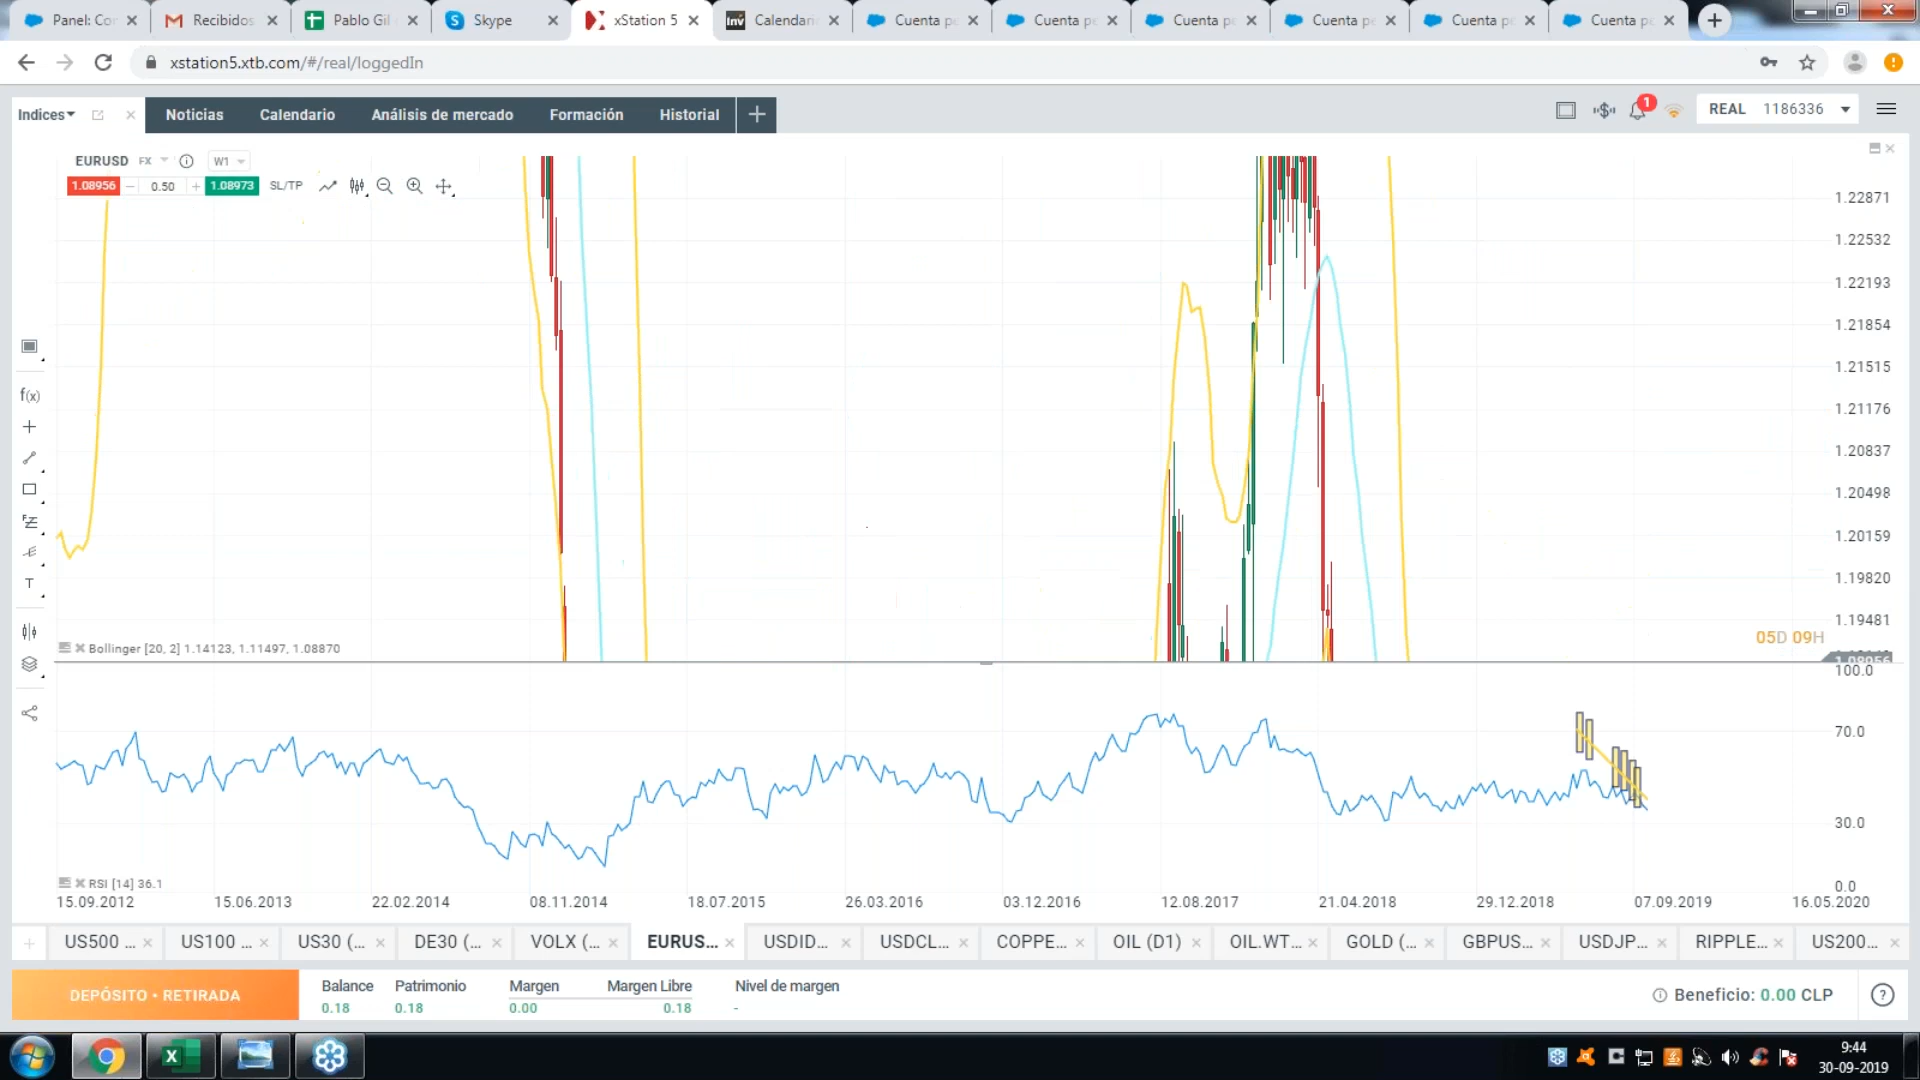 Panel: Cor
Recibidos
Pablo Gil
Skype
xStation 5
Calendari
Cuenta p
Cuenta p
Cuenta p
Cuenta p
Cuenta p
Cuenta p
xstation5.xtb.com/#/real/loggedIn
Indices
Noticias
Calendario
Análisis de mercado
Formación
Historial
1
REAL 1186336
EURUSD FX W1
1.08956 0.50 1.08973 SL/TP
1.22871
1.22532
1.22193
1.21854
1.21515
1.21176
1.20837
1.20498
1.20159
1.19820
1.19481
f(x)
T
05D 09H
Bollinger [20, 2] 1.14123, 1.11497, 1.08870
100.0
70.0
30.0
0.0
RSI [14] 36.1
15.09.2012 15.06.2013 22.02.2014 08.11.2014 18.07.2015 26.03.2016 03.12.2016 12.08.2017 21.04.2018 29.12.2018 07.09.2019 16.05.2020
US500 ... US100 ... US30 (... DE30 (... VOLX (... EURUS... USDID... USDCL... COPPE... OIL (D1) OIL.WT... GOLD (... GBPUS... USDJP... RIPPLE... US200...
DEPÓSITO • RETIRADA
Balance Patrimonio Margen Margen Libre Nivel de margen
0.18 0.18 0.00 0.18 -
Beneficio: 0.00 CLP
9:44
30-09-2019